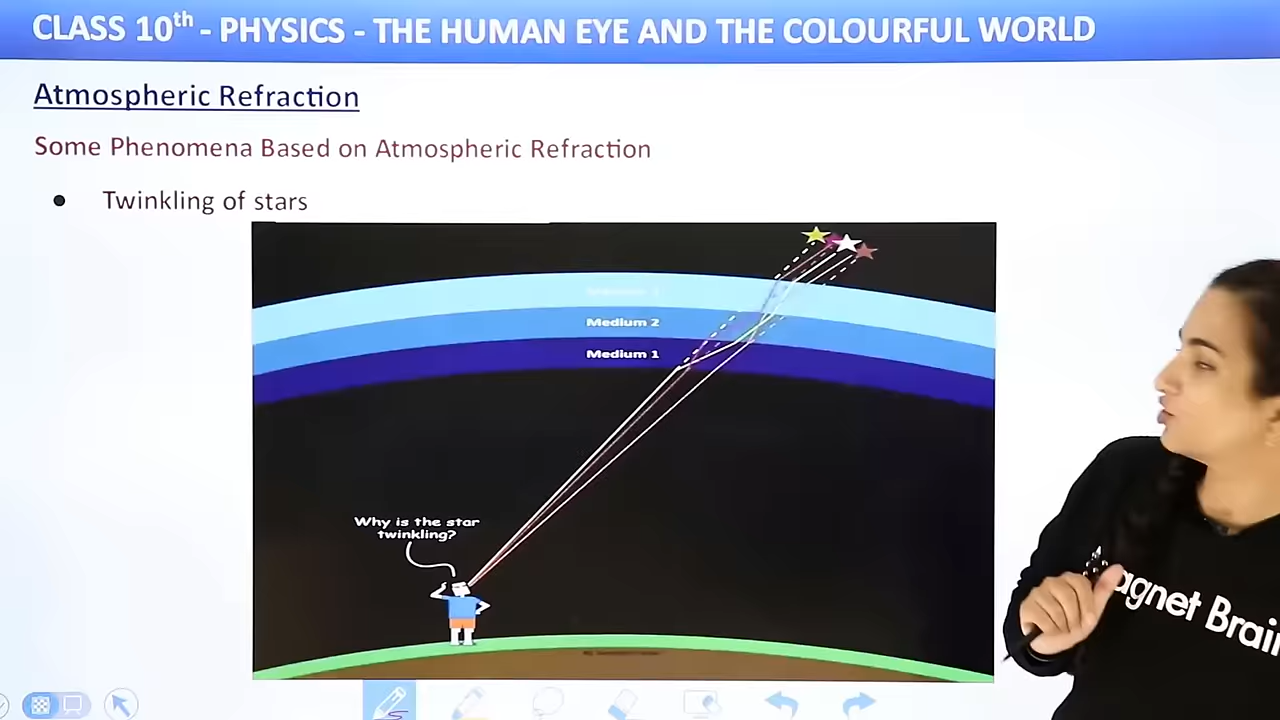 CLASS 10th - PHYSICS - THE HUMAN EYE AND THE COLOURFUL WORLD
Atmospheric Refraction
Some Phenomena Based on Atmospheric Refraction
● Twinkling of stars
Medium 2
Medium 1
Why is the star
twinkling?
agnet Brai